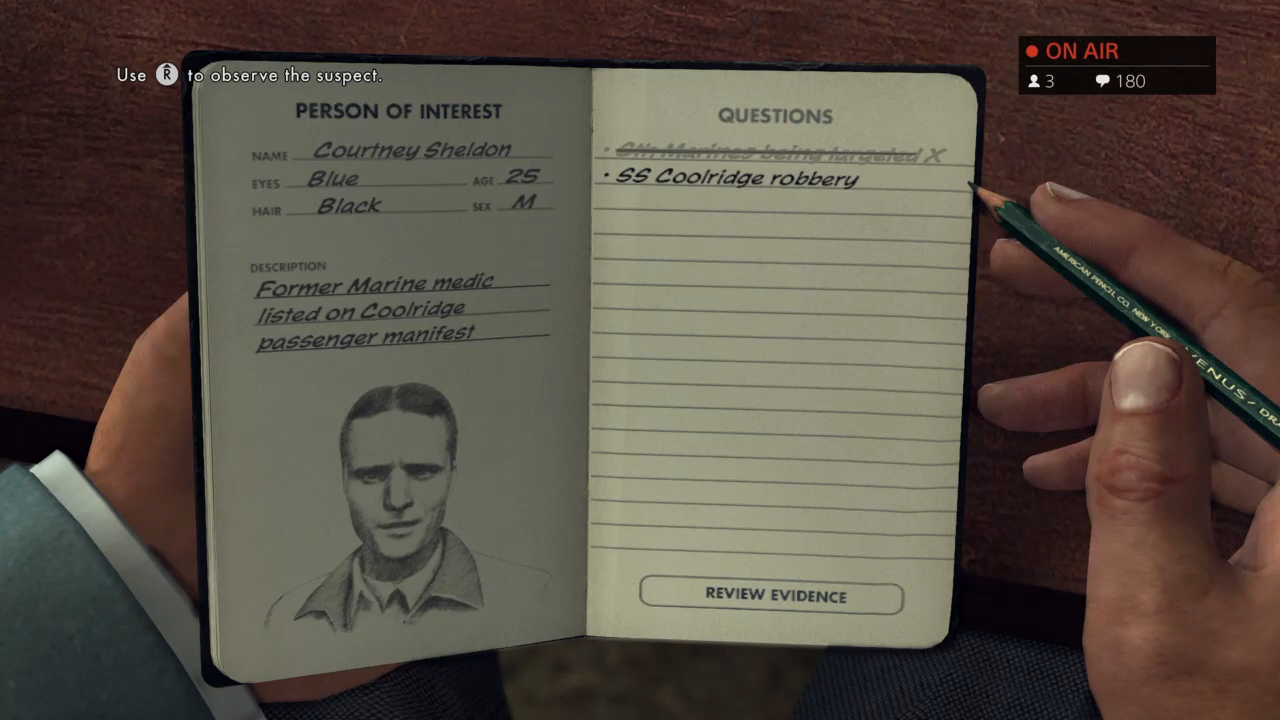 Use R to observe the suspect.
ON AIR
3 180
PERSON OF INTEREST
NAME Courtney Sheldon
EYES Blue AGE 25
HAIR Black SEX M
DESCRIPTION
Former Marine medic
listed on Coolridge
passenger manifest
QUESTIONS
• 6th Marines being targeted X
• SS Coolridge robbery
REVIEW EVIDENCE
AMERICAN PENCIL CO. NEW YORK VENUS/DRA